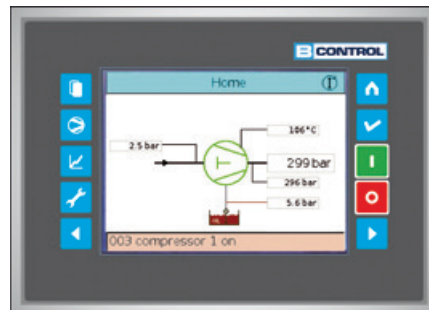 B CONTROL
Home
106°C
2.5 bar
299 bar
296 bar
5.6 bar
003 compressor 1 on